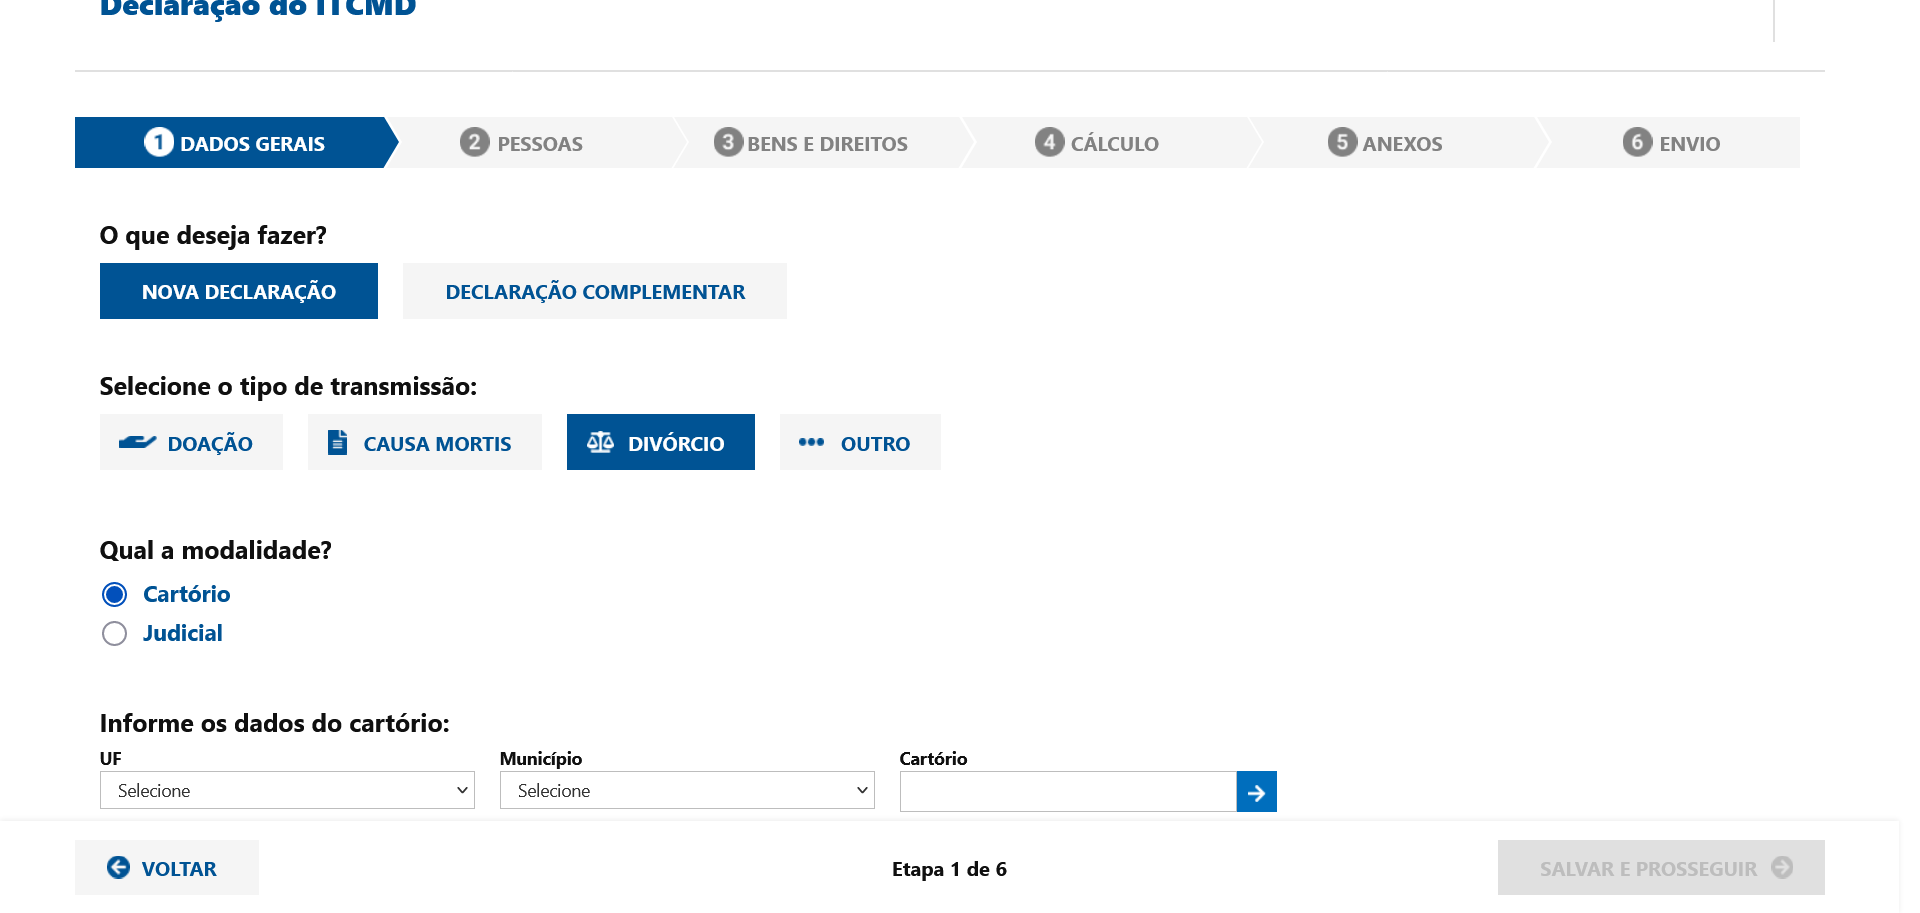 Declaração do ITCMD
1 DADOS GERAIS
2 PESSOAS
3 BENS E DIREITOS
4 CÁLCULO
5 ANEXOS
6 ENVIO
O que deseja fazer?
NOVA DECLARAÇÃO
DECLARAÇÃO COMPLEMENTAR
Selecione o tipo de transmissão:
DOAÇÃO
CAUSA MORTIS
DIVÓRCIO
OUTRO
Qual a modalidade?
Cartório
Judicial
Informe os dados do cartório:
UF
Município
Cartório
Selecione
Selecione
VOLTAR
Etapa 1 de 6
SALVAR E PROSSEGUIR